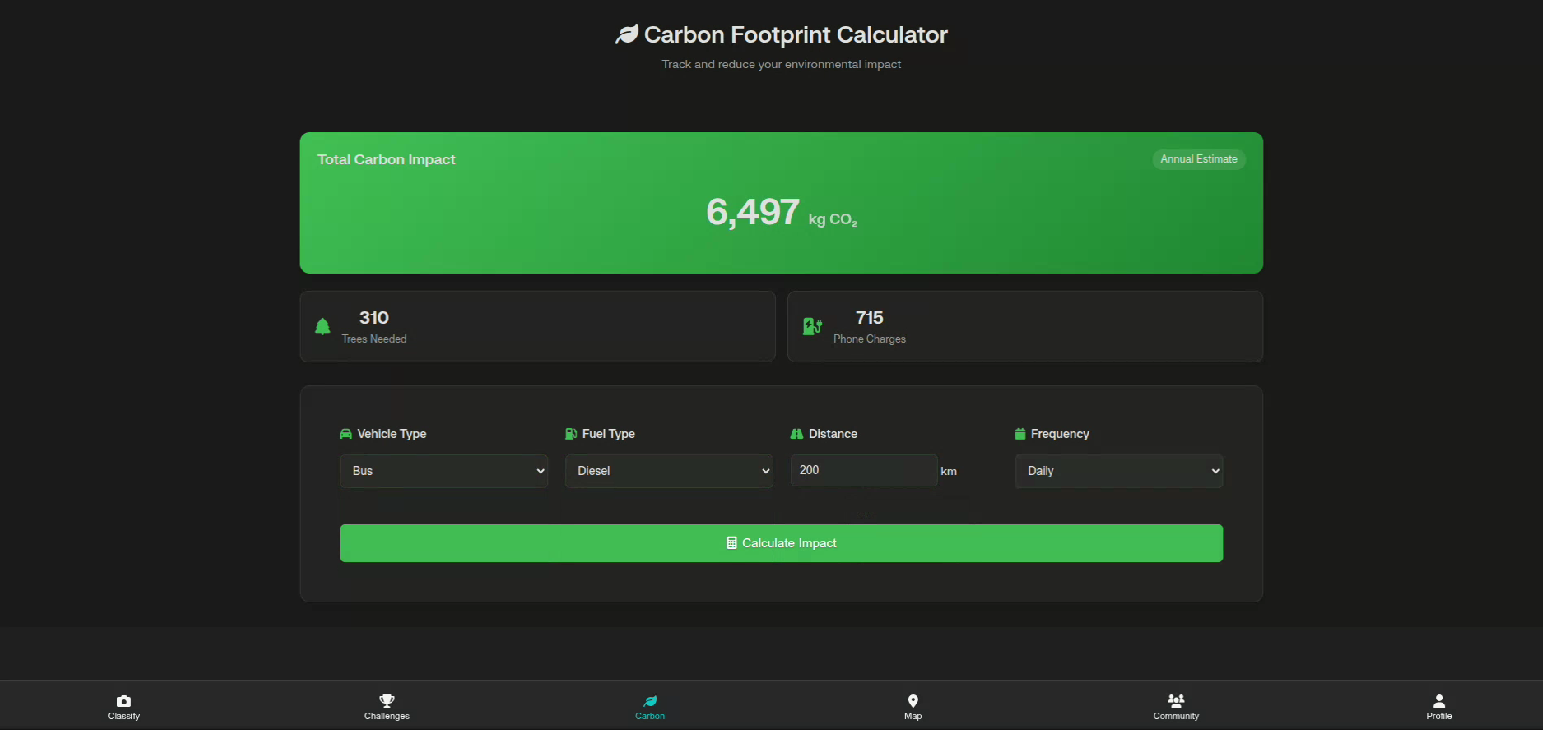 Carbon Footprint Calculator
Track and reduce your environmental impact
Total Carbon Impact
Annual Estimate
6,497 kg CO₂
310
Trees Needed
715
Phone Charges
Vehicle Type
Fuel Type
Distance
Frequency
Bus
Diesel
200 km
Daily
Calculate Impact
Classify
Challenges
Carbon
Map
Community
Profile